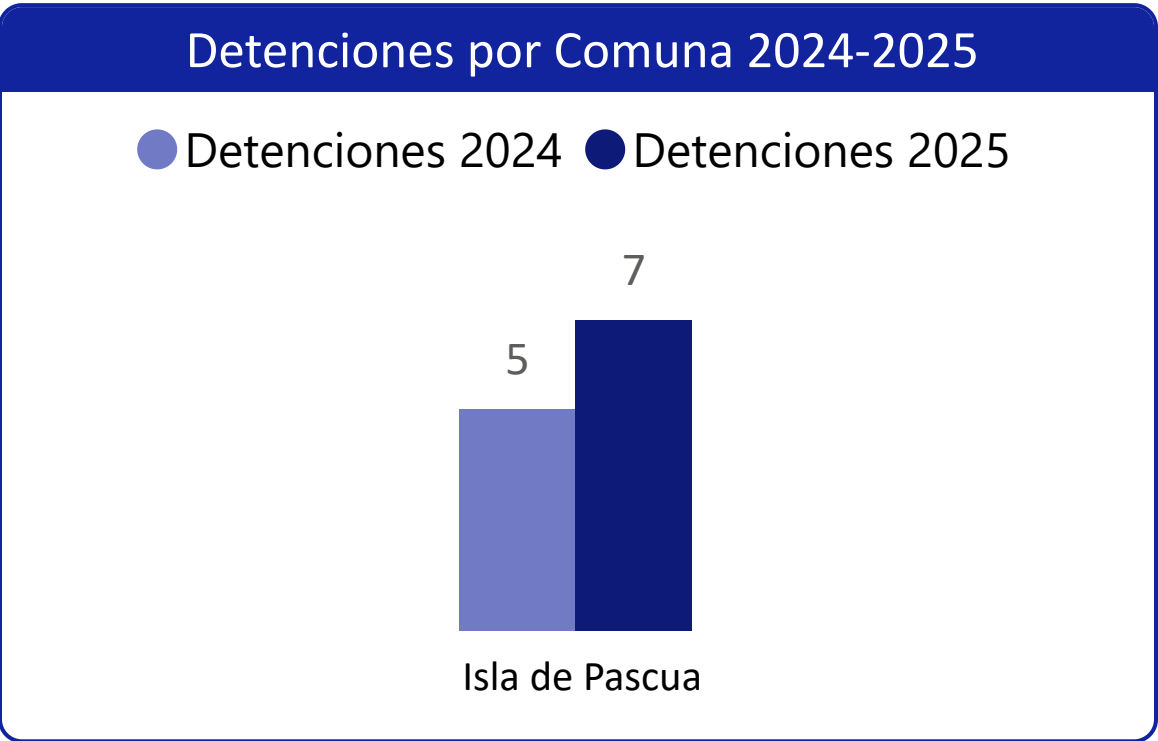 Detenciones por Comuna 2024-2025
Detenciones 2024 Detenciones 2025
7
5
Isla de Pascua